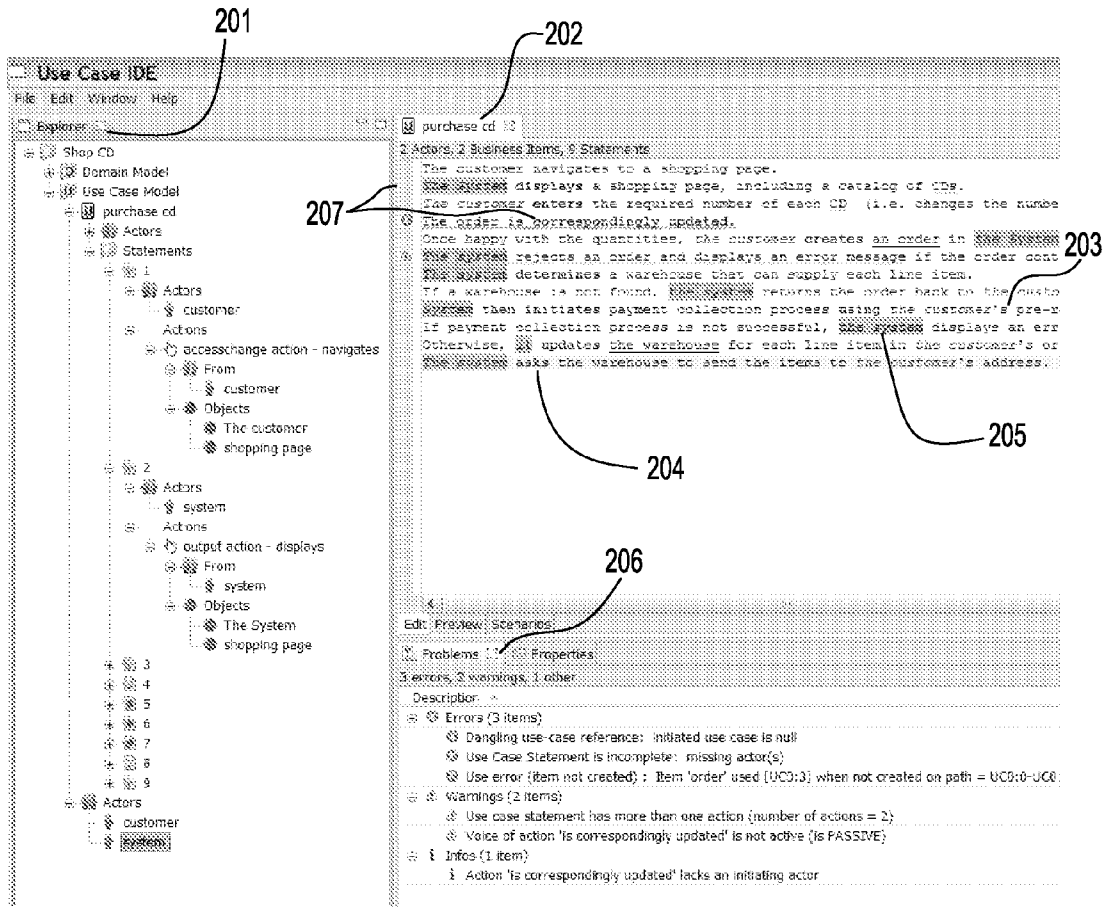 201
202
Use Case IDE
File Edit Window Help
Explorer
Shop CD
Domain Model
Use Case Model
purchase cd
Actors
Statements
1
Actors
customer
Actions
accesschange action - navigates
From
customer
Objects
The customer
shopping page
2
Actors
system
Actions
output action - displays
From
system
Objects
The System
shopping page
3
4
5
6
7
8
9
Actors
customer
system
purchase cd
2 Actors, 2 Business Items, 9 Statements
The customer navigates to a shopping page.
The system displays a shopping page, including a catalog of CDs.
The customer enters the required number of each CD (i.e. changes the numbe
207
The order is correspondingly updated.
Once happy with the quantities, the customer creates an order in the System
The system rejects an order and displays an error message if the order cont
203
The system determines a warehouse that can supply each line item.
If a warehouse is not found, the system returns the order back to the custo
System then initiates payment collection process using the customer's pre-r
If payment collection process is not successful, the system displays an err
Otherwise, it updates the warehouse for each line item in the customer's or
The system asks the warehouse to send the items to the customer's address.
204
205
206
Edit Preview Scenarios
Problems Properties
3 errors, 2 warnings, 1 other
Description
Errors (3 items)
Dangling use-case reference: initiated use case is null
Use Case Statement is incomplete: missing actor(s)
Use error (item not created) : Item 'order' used [UC0:3] when not created on path = UC0:0-UC0:
Warnings (2 items)
Use case statement has more than one action (number of actions = 2)
Voice of action 'is correspondingly updated' is not active (is PASSIVE)
Infos (1 item)
Action 'is correspondingly updated' lacks an initiating actor